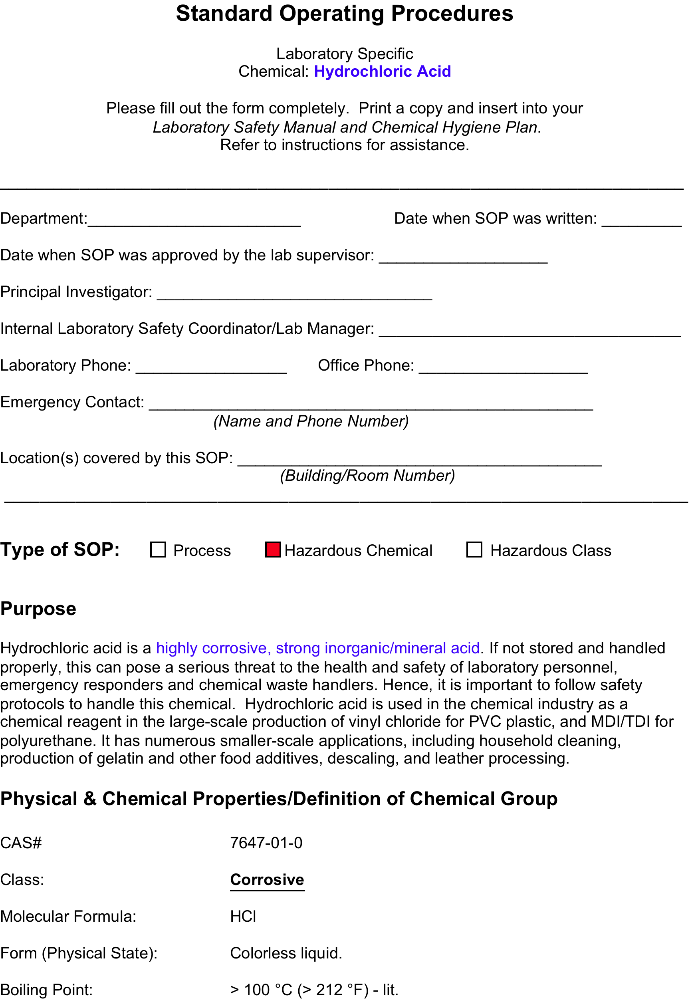 Standard Operating Procedures
Laboratory Specific
Chemical: Hydrochloric Acid
Please fill out the form completely.  Print a copy and insert into your
Laboratory Safety Manual and Chemical Hygiene Plan.
Refer to instructions for assistance.
Department:________________________ Date when SOP was written: _________
Date when SOP was approved by the lab supervisor: ___________________
Principal Investigator: _______________________________
Internal Laboratory Safety Coordinator/Lab Manager: __________________________________
Laboratory Phone: _________________ Office Phone: ___________________
Emergency Contact: __________________________________________________
(Name and Phone Number)
Location(s) covered by this SOP: _________________________________________
(Building/Room Number)
Type of SOP: Process Hazardous Chemical Hazardous Class
Purpose
Hydrochloric acid is a highly corrosive, strong inorganic/mineral acid. If not stored and handled
properly, this can pose a serious threat to the health and safety of laboratory personnel,
emergency responders and chemical waste handlers. Hence, it is important to follow safety
protocols to handle this chemical.  Hydrochloric acid is used in the chemical industry as a
chemical reagent in the large-scale production of vinyl chloride for PVC plastic, and MDI/TDI for
polyurethane. It has numerous smaller-scale applications, including household cleaning,
production of gelatin and other food additives, descaling, and leather processing.
Physical & Chemical Properties/Definition of Chemical Group
CAS# 7647-01-0
Class: Corrosive
Molecular Formula: HCl
Form (Physical State): Colorless liquid.
Boiling Point: > 100 °C (> 212 °F) - lit.